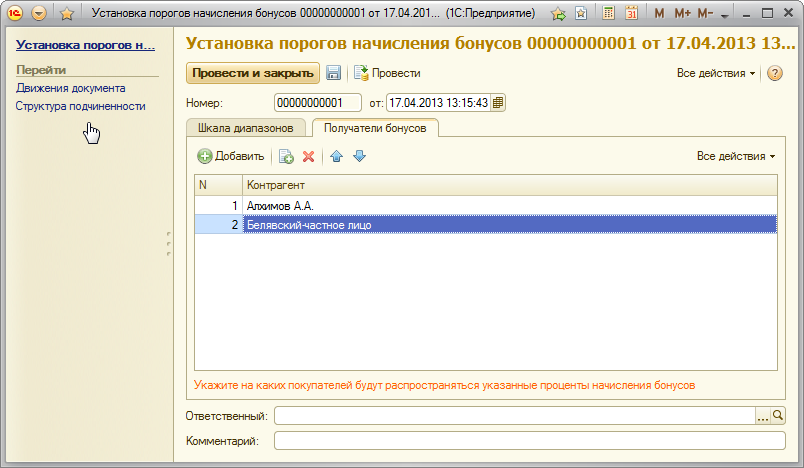 Установка порогов начисления бонусов 00000000001 от 17.04.201... (1С:Предприятие)
M M+ M-
Установка порогов н...
Перейти
Движения документа
Структура подчиненности
Установка порогов начисления бонусов 00000000001 от 17.04.2013 13...
Провести и закрыть Провести Все действия
Номер: 00000000001 от: 17.04.2013 13:15:43
Шкала диапазонов Получатели бонусов
Добавить Все действия
N Контрагент
1 Алхимов А.А.
2 Белявский-частное лицо
Укажите на каких покупателей будут распространяться указанные проценты начисления бонусов
Ответственный: ...
Комментарий: